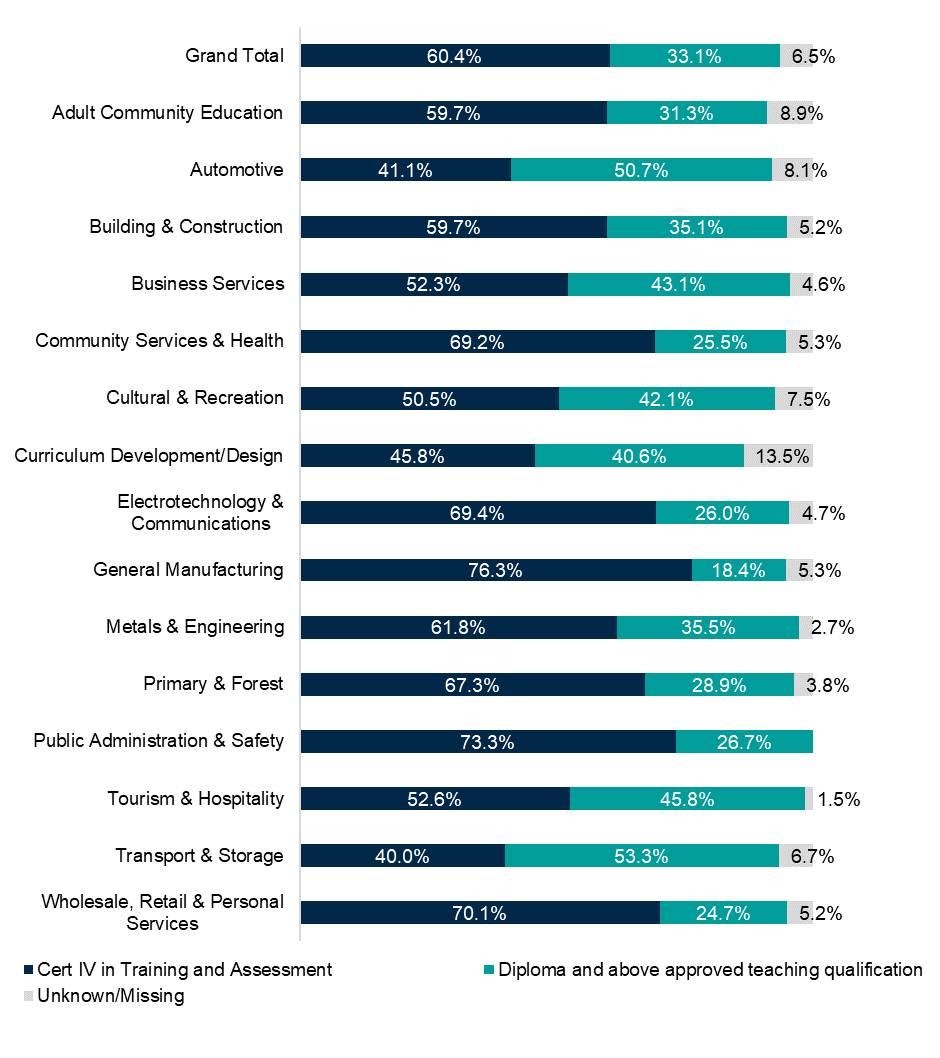 Grand Total 60.4% 33.1% 6.5%
Adult Community Education 59.7% 31.3% 8.9%
Automotive 41.1% 50.7% 8.1%
Building & Construction 59.7% 35.1% 5.2%
Business Services 52.3% 43.1% 4.6%
Community Services & Health 69.2% 25.5% 5.3%
Cultural & Recreation 50.5% 42.1% 7.5%
Curriculum Development/Design 45.8% 40.6% 13.5%
Electrotechnology &
Communications 69.4% 26.0% 4.7%
General Manufacturing 76.3% 18.4% 5.3%
Metals & Engineering 61.8% 35.5% 2.7%
Primary & Forest 67.3% 28.9% 3.8%
Public Administration & Safety 73.3% 26.7%
Tourism & Hospitality 52.6% 45.8% 1.5%
Transport & Storage 40.0% 53.3% 6.7%
Wholesale, Retail & Personal
Services 70.1% 24.7% 5.2%
Cert IV in Training and Assessment Diploma and above approved teaching qualification
Unknown/Missing